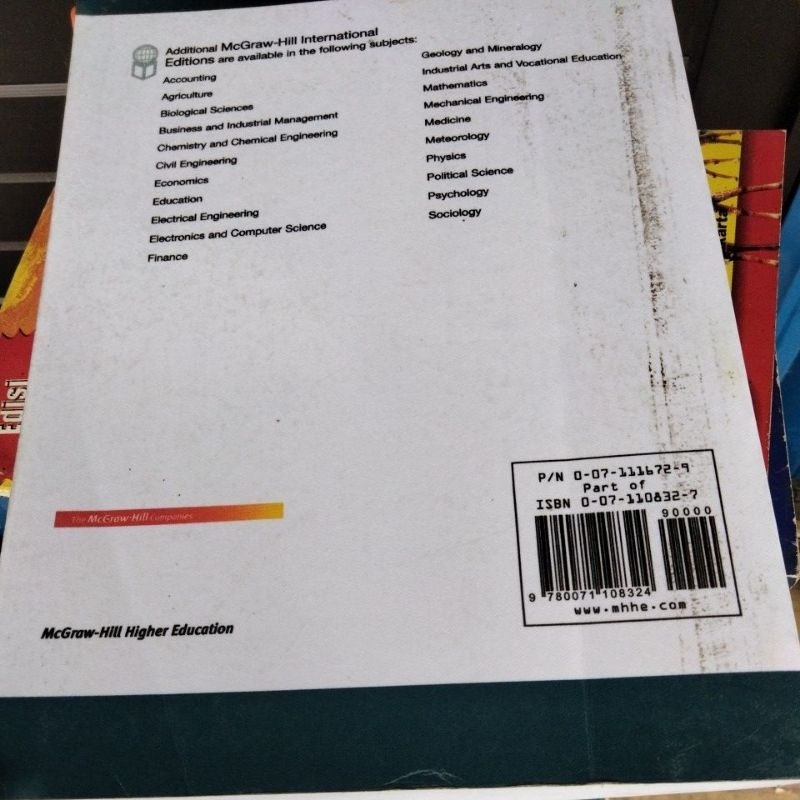 Additional McGraw-Hill International
Editions are available in the following subjects:
Accounting
Agriculture
Biological Sciences
Business and Industrial Management
Chemistry and Chemical Engineering
Civil Engineering
Economics
Education
Electrical Engineering
Electronics and Computer Science
Finance
Geology and Mineralogy
Industrial Arts and Vocational Education
Mathematics
Mechanical Engineering
Medicine
Meteorology
Physics
Political Science
Psychology
Sociology
The McGraw-Hill Companies
McGraw-Hill Higher Education
P/N 0-07-111672-9
Part of
ISBN 0-07-110832-7
90000
9 780071 108324
www.mhhe.com
Edisi